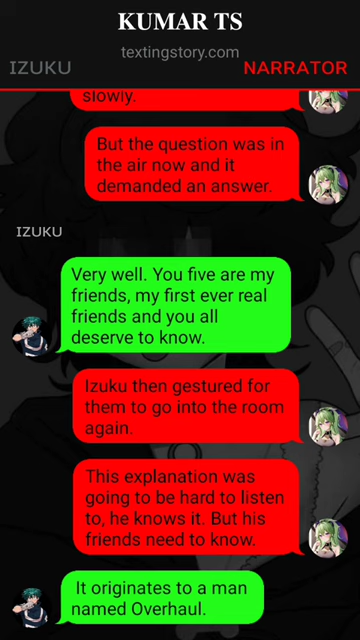 KUMAR TS
textingstory.com
IZUKU
NARRATOR
slowly.
But the question was in
the air now and it
demanded an answer.
IZUKU
Very well. You five are my
friends, my first ever real
friends and you all
deserve to know.
Izuku then gestured for
them to go into the room
again.
This explanation was
going to be hard to listen
to, he knows it. But his
friends need to know.
It originates to a man
named Overhaul.